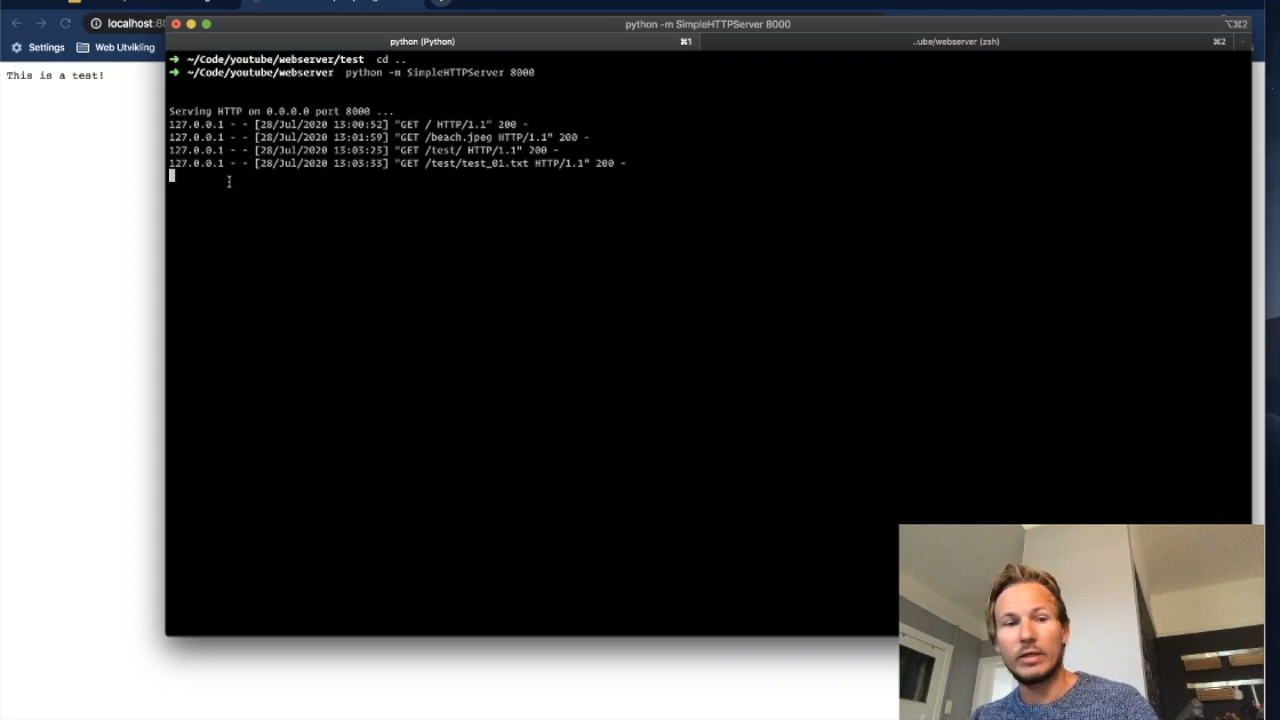 python -m SimpleHTTPServer 8000
⌥⌘2
localhost:8
Settings
Web Utvikling
python (Python)
⌘1
..ube/webserver (zsh)
⌘2
This is a test!
➜ ~/Code/youtube/webserver/test cd ..
➜ ~/Code/youtube/webserver python -m SimpleHTTPServer 8000
Serving HTTP on 0.0.0.0 port 8000 ...
127.0.0.1 - - [28/Jul/2020 13:00:52] "GET / HTTP/1.1" 200 -
127.0.0.1 - - [28/Jul/2020 13:01:59] "GET /beach.jpeg HTTP/1.1" 200 -
127.0.0.1 - - [28/Jul/2020 13:03:23] "GET /test/ HTTP/1.1" 200 -
127.0.0.1 - - [28/Jul/2020 13:03:33] "GET /test/test_01.txt HTTP/1.1" 200 -